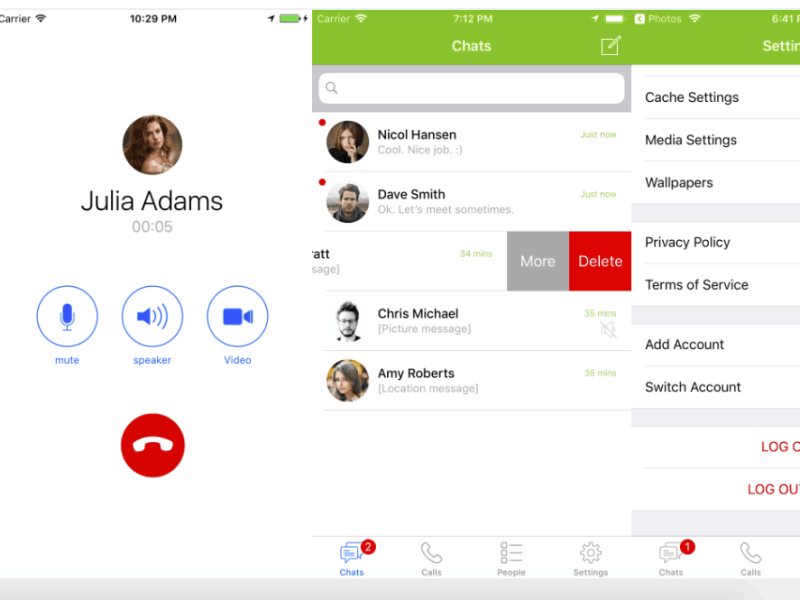 Carrier
10:29 PM
Julia Adams
00:05
mute
speaker
Video
Carrier
7:12 PM
Chats
Nicol Hansen
Just now
Cool. Nice job. :)
Dave Smith
Just now
Ok. Let's meet sometimes.
ratt
34 mins
sage]
More
Delete
Chris Michael
35 mins
[Picture message]
Amy Roberts
35 mins
[Location message]
2
Chats
Calls
People
Settings
Photos
6:41 P
Settin
Cache Settings
Media Settings
Wallpapers
Privacy Policy
Terms of Service
Add Account
Switch Account
LOG O
LOG OUT
1
Chats
Calls